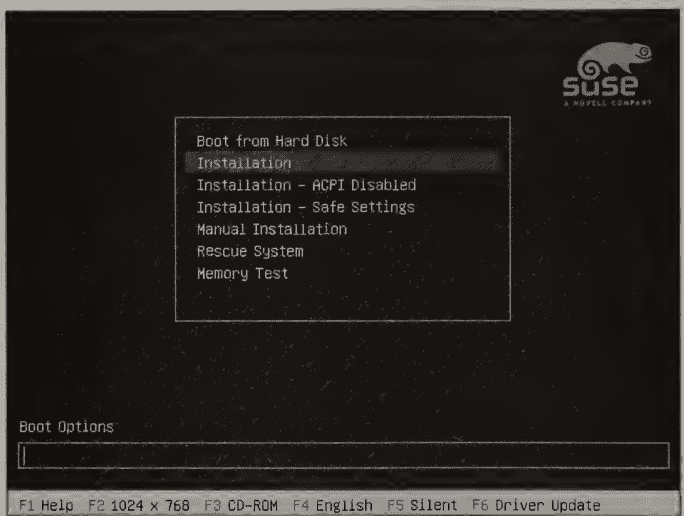 SUSE
A NOVELL COMPANY
Boot from Hard Disk
Installation
Installation - ACPI Disabled
Installation - Safe Settings
Manual Installation
Rescue System
Memory Test
Boot Options
F1 Help F2 1024 x 768 F3 CD-ROM F4 English F5 Silent F6 Driver Update